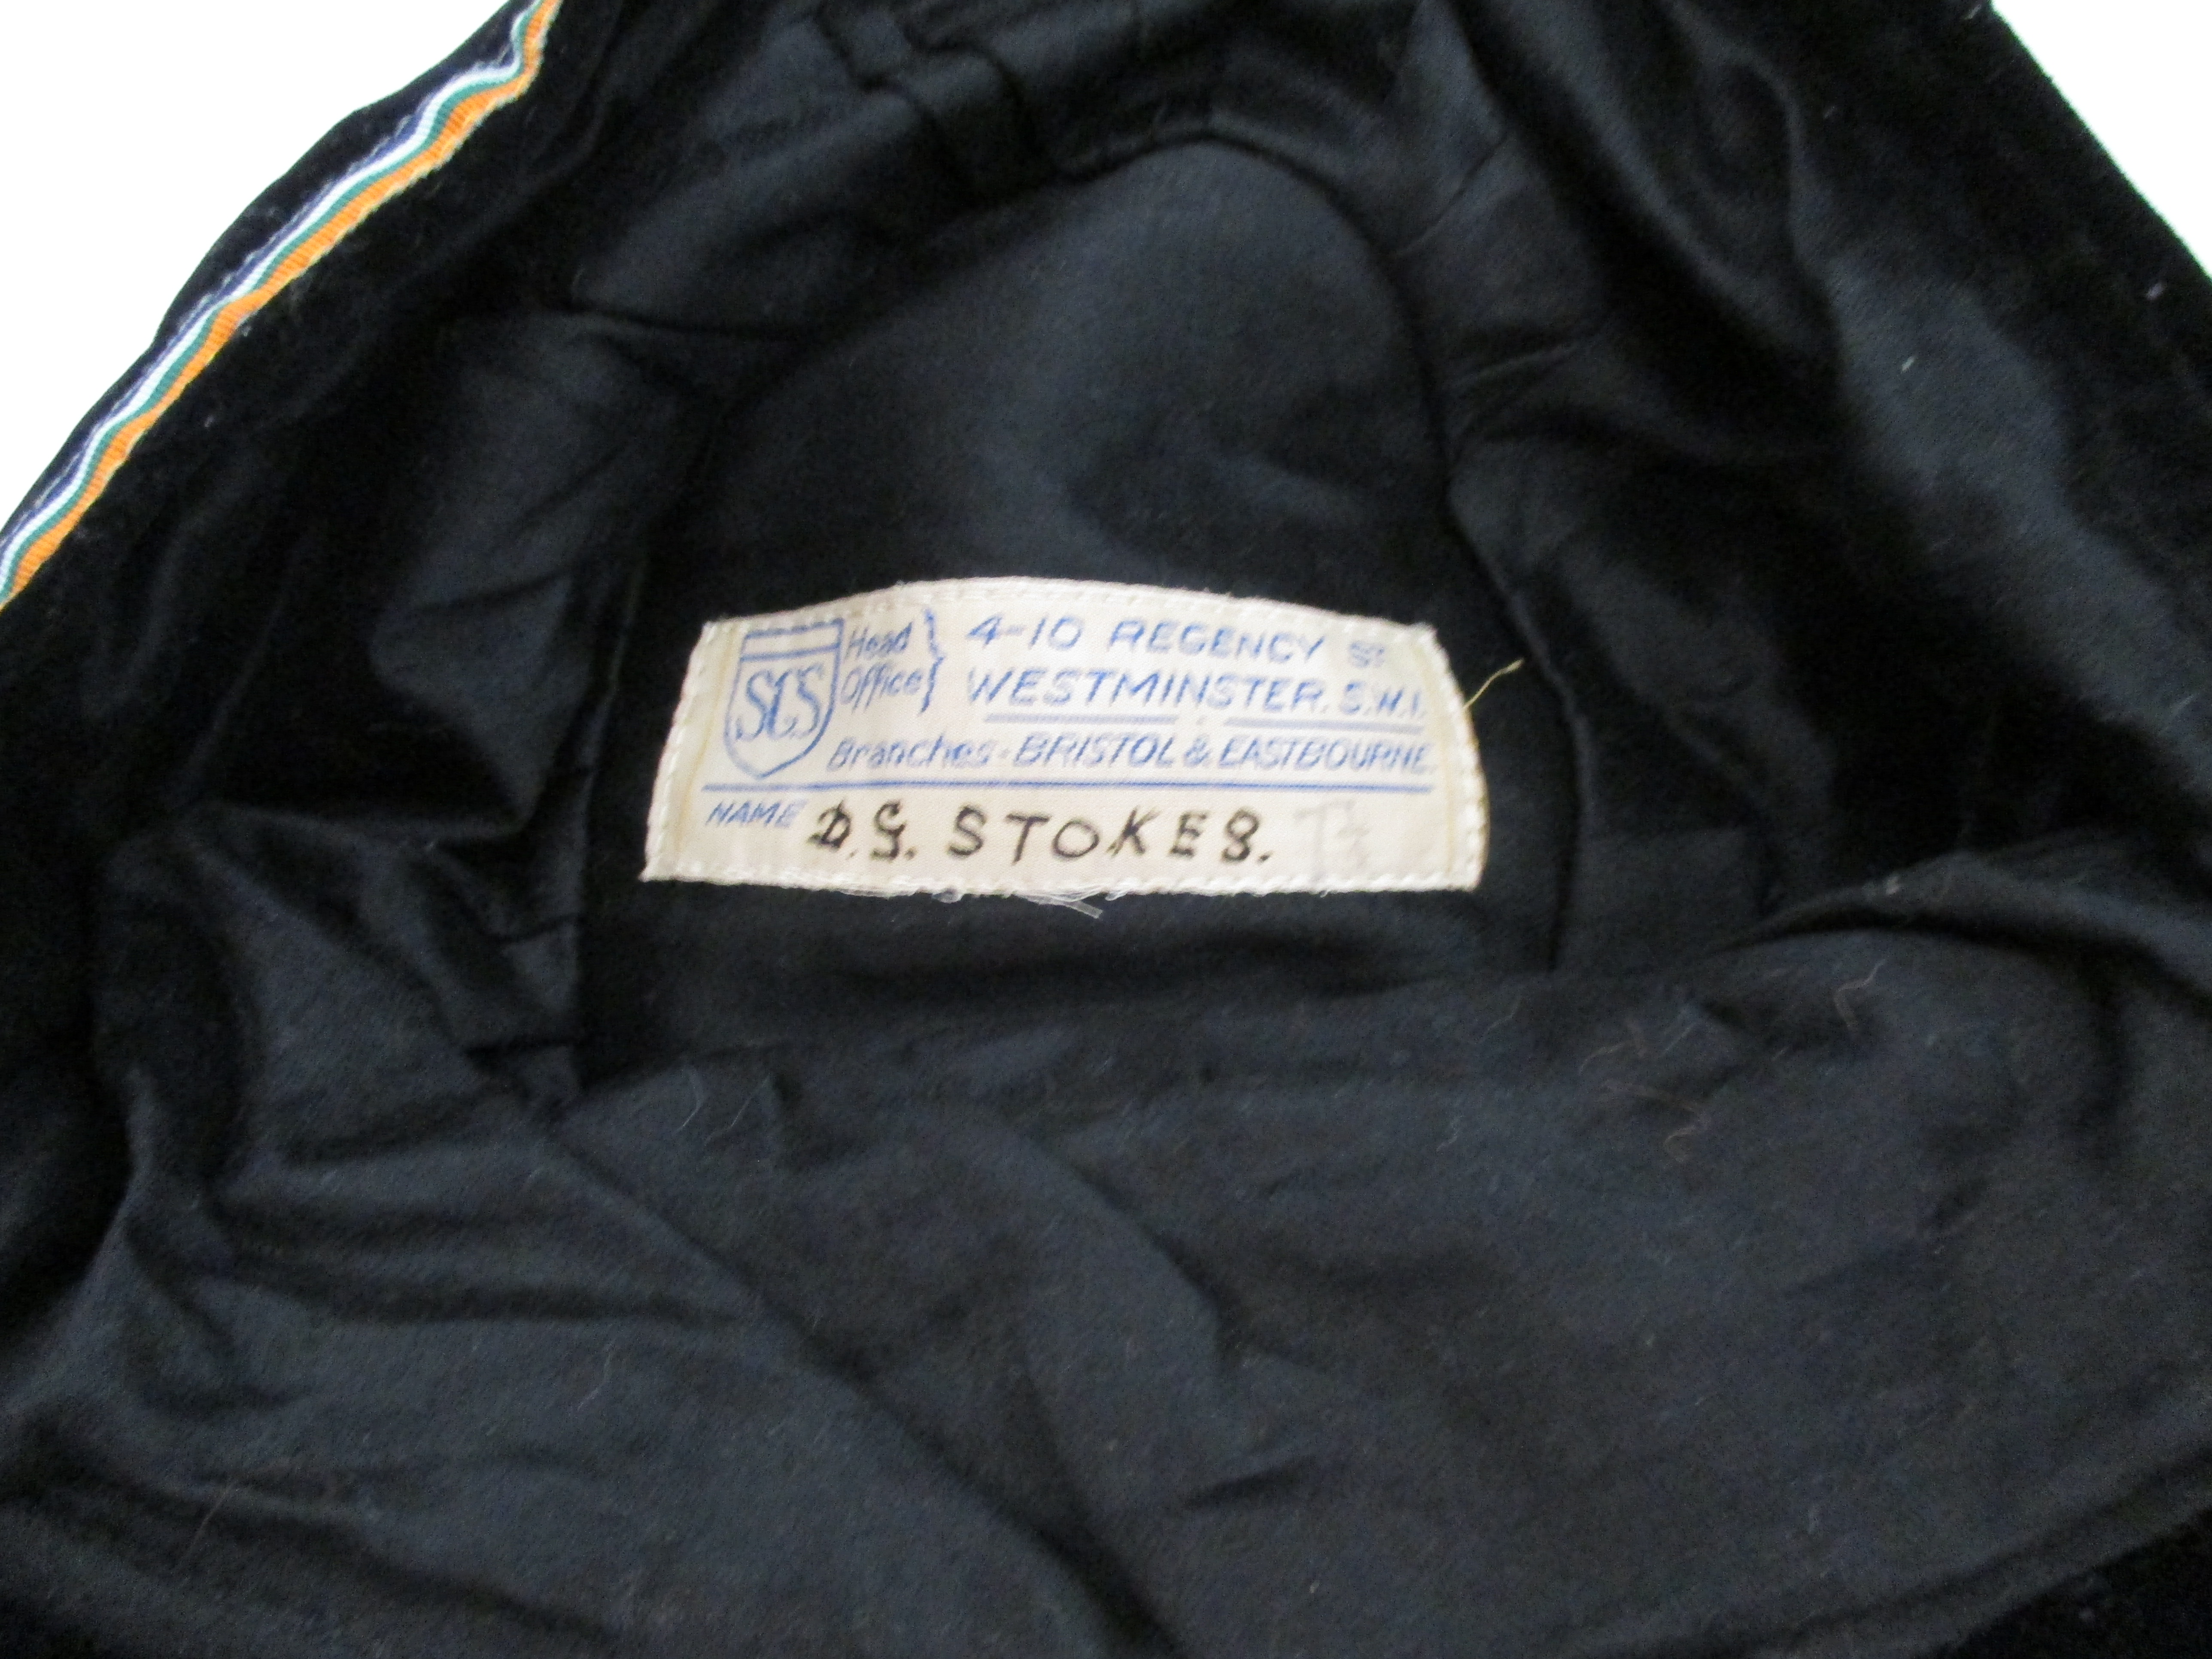 SCS Head Office} 4-10 REGENCY ST
WESTMINSTER. S.W.1.
Branches - BRISTOL & EASTBOURNE.
NAME D.G. STOKES.